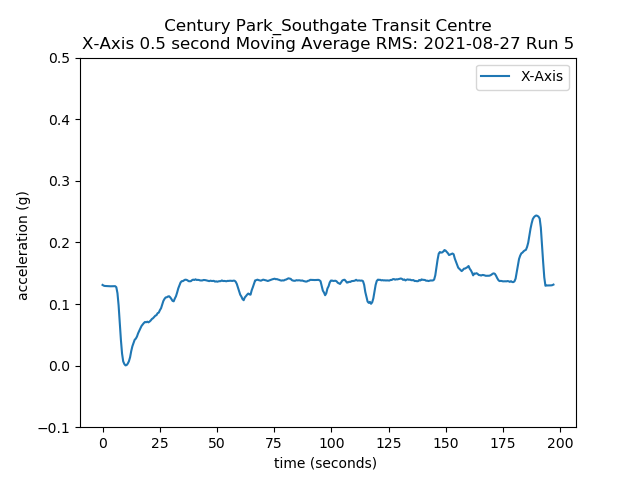 Century Park_Southgate Transit Centre
X-Axis 0.5 second Moving Average RMS: 2021-08-27 Run 5
X-Axis
0.5
0.4
0.3
0.2
0.1
0.0
−0.1
acceleration (g)
0 25 50 75 100 125 150 175 200
time (seconds)